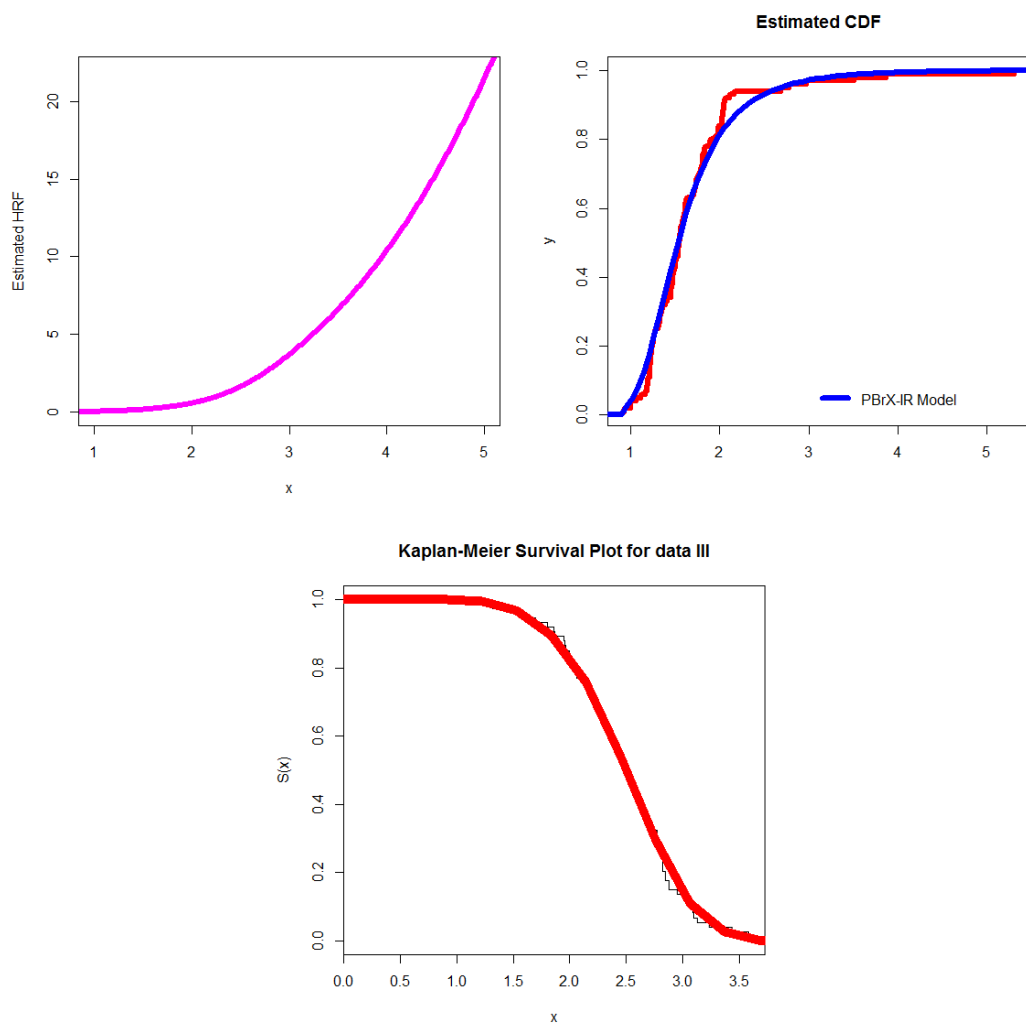 Estimated HRF
20
15
10
5
0
1 2 3 4 5
x
Estimated CDF
y
1.0
0.8
0.6
0.4
0.2
0.0
PBrX-IR Model
1 2 3 4 5
Kaplan-Meier Survival Plot for data III
S(x)
1.0
0.8
0.6
0.4
0.2
0.0
0.0 0.5 1.0 1.5 2.0 2.5 3.0 3.5
x